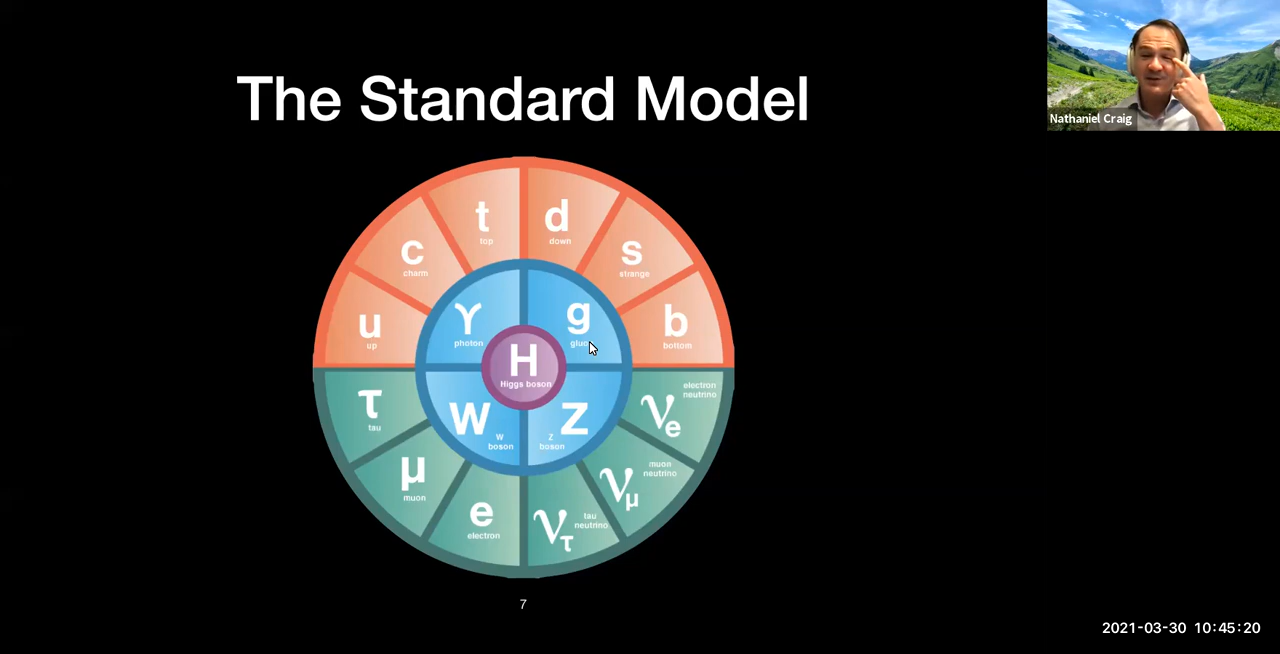 The Standard Model
Nathaniel Craig
t
top
d
down
c
charm
s
strange
u
up
γ
photon
g
gluo
b
bottom
H
Higgs boson
τ
tau
W
W
boson
Z
Z
boson
νe
electron
neutrino
μ
muon
νμ
muon
neutrino
e
electron
ντ
tau
neutrino
7
2021-03-30 10:45:20